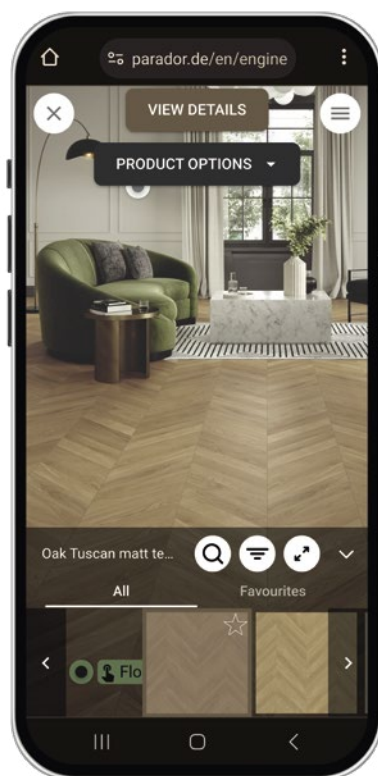 parador.de/en/engine
VIEW DETAILS
PRODUCT OPTIONS
Oak Tuscan matt te...
All
Favourites
Flo